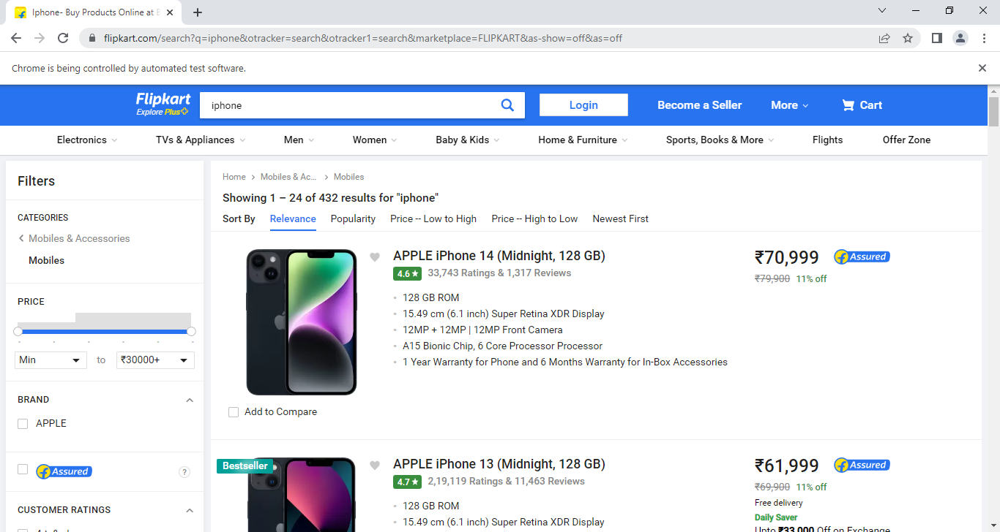 Iphone- Buy Products Online at B
flipkart.com/search?q=iphone&otracker=search&otracker1=search&marketplace=FLIPKART&as-show=off&as=off
Chrome is being controlled by automated test software.
Flipkart
Explore Plus
iphone
Login
Become a Seller
More
Cart
Electronics
TVs & Appliances
Men
Women
Baby & Kids
Home & Furniture
Sports, Books & More
Flights
Offer Zone
Filters
CATEGORIES
Mobiles & Accessories
Mobiles
PRICE
Min
to
₹30000+
BRAND
APPLE
Assured
?
CUSTOMER RATINGS
Home
Mobiles & Ac...
Mobiles
Showing 1 – 24 of 432 results for "iphone"
Sort By
Relevance
Popularity
Price -- Low to High
Price -- High to Low
Newest First
APPLE iPhone 14 (Midnight, 128 GB)
4.6★
33,743 Ratings & 1,317 Reviews
128 GB ROM
15.49 cm (6.1 inch) Super Retina XDR Display
12MP + 12MP | 12MP Front Camera
A15 Bionic Chip, 6 Core Processor Processor
1 Year Warranty for Phone and 6 Months Warranty for In-Box Accessories
₹70,999
Assured
₹79,900 11% off
Add to Compare
Bestseller
APPLE iPhone 13 (Midnight, 128 GB)
4.7★
2,19,119 Ratings & 11,463 Reviews
128 GB ROM
15.49 cm (6.1 inch) Super Retina XDR Display
₹61,999
Assured
₹69,900 11% off
Free delivery
Daily Saver
Upto ₹33,000 Off on Exchange